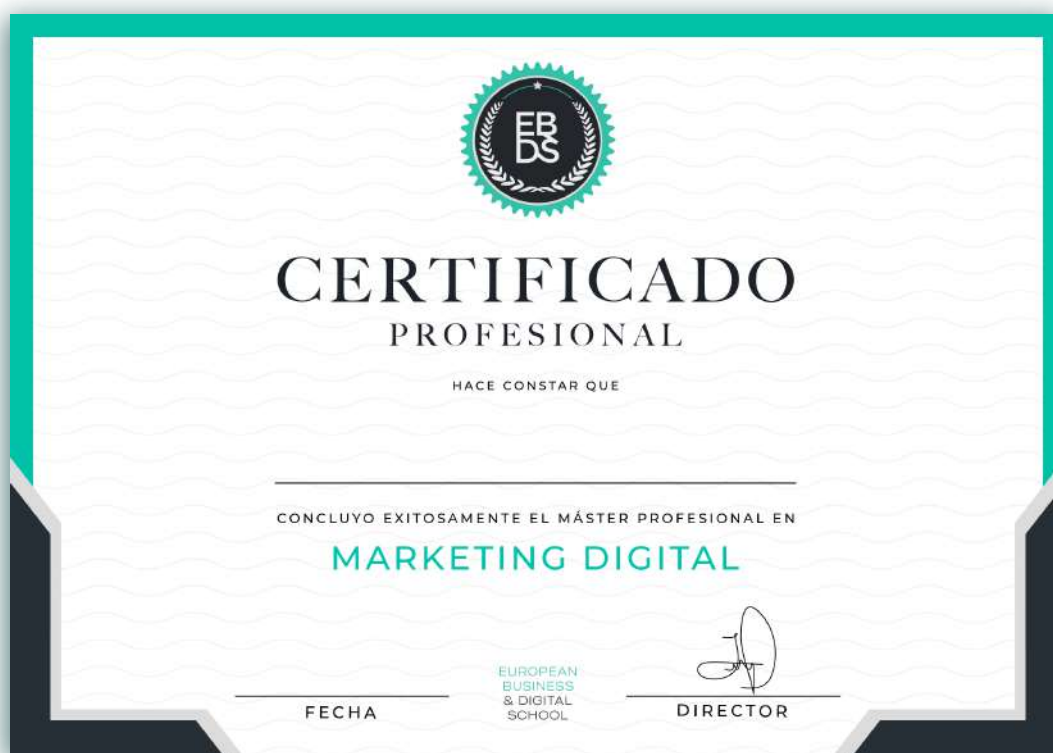 EB
DS
CERTIFICADO
PROFESIONAL
HACE CONSTAR QUE
CONCLUYO EXITOSAMENTE EL MÁSTER PROFESIONAL EN
MARKETING DIGITAL
FECHA
EUROPEAN
BUSINESS
& DIGITAL
SCHOOL
DIRECTOR